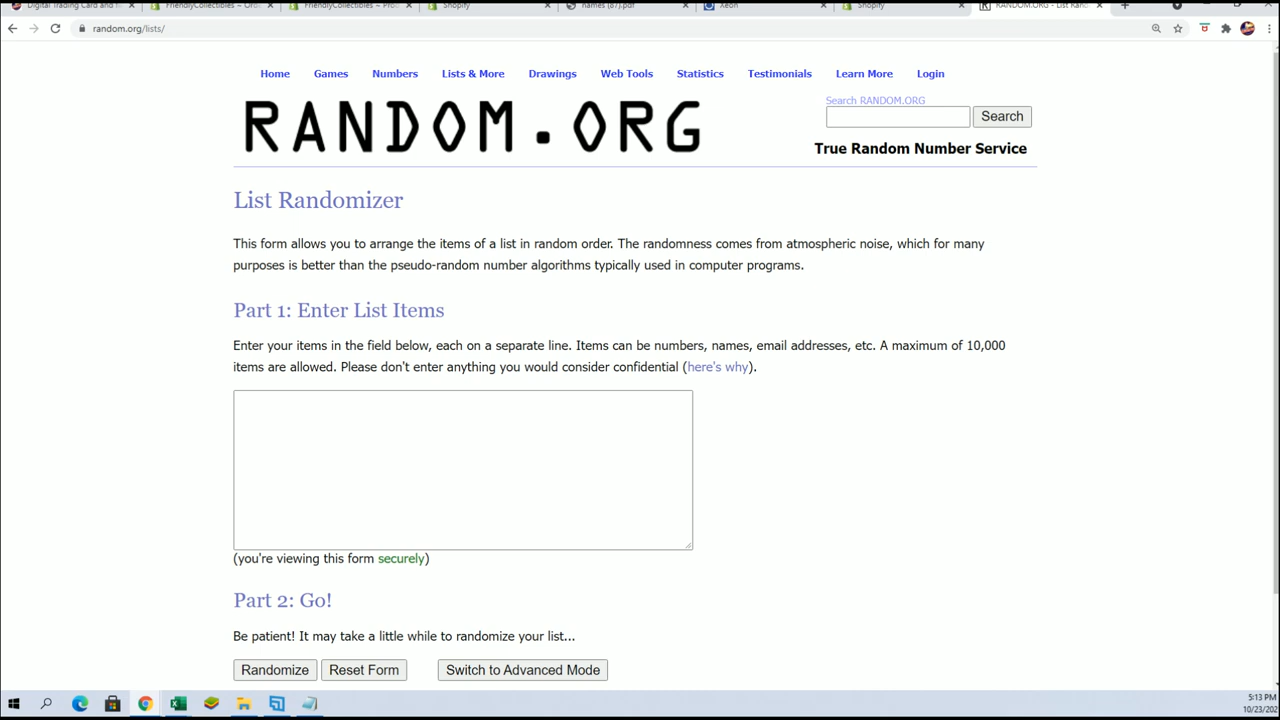 Digital Trading Card and
FriendlyCollectibles ~
FriendlyCollectibles ~
Shopify
names (87).pdf
Xeon
Shopify
RANDOM.ORG - List
random.org/lists/
Home
Games
Numbers
Lists & More
Drawings
Web Tools
Statistics
Testimonials
Learn More
Login
RANDOM.ORG
Search RANDOM.ORG
Search
True Random Number Service
List Randomizer
This form allows you to arrange the items of a list in random order. The randomness comes from atmospheric noise, which for many
purposes is better than the pseudo-random number algorithms typically used in computer programs.
Part 1: Enter List Items
Enter your items in the field below, each on a separate line. Items can be numbers, names, email addresses, etc. A maximum of 10,000
items are allowed. Please don't enter anything you would consider confidential (here's why).
(you're viewing this form securely)
Part 2: Go!
Be patient! It may take a little while to randomize your list...
Randomize
Reset Form
Switch to Advanced Mode
5:13 PM
10/23/202